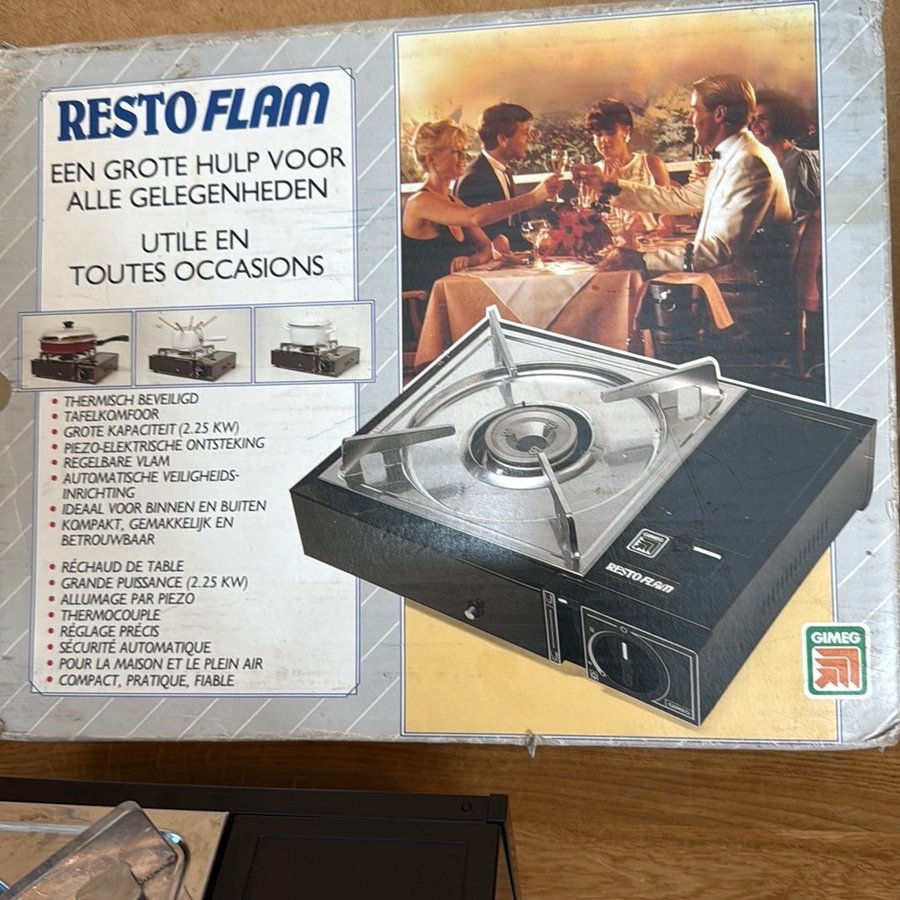 RESTO FLAM
EEN GROTE HULP VOOR
ALLE GELEGENHEDEN
UTILE EN
TOUTES OCCASIONS
• THERMISCH BEVEILIGD
• TAFELKOMFOOR
• GROTE KAPACITEIT (2.25 KW)
• PIEZO-ELEKTRISCHE ONTSTEKING
• REGELBARE VLAM
• AUTOMATISCHE VEILIGHEIDS-
INRICHTING
• IDEAAL VOOR BINNEN EN BUITEN
• KOMPAKT, GEMAKKELIJK EN
BETROUWBAAR
• RÉCHAUD DE TABLE
• GRANDE PUISSANCE (2.25 KW)
• ALLUMAGE PAR PIEZO
• THERMOCOUPLE
• RÉGLAGE PRÉCIS
• SÉCURITÉ AUTOMATIQUE
• POUR LA MAISON ET LE PLEIN AIR
• COMPACT, PRATIQUE, FIABLE
GIMEG
RESTO FLAM
GIMEG
GIMEG